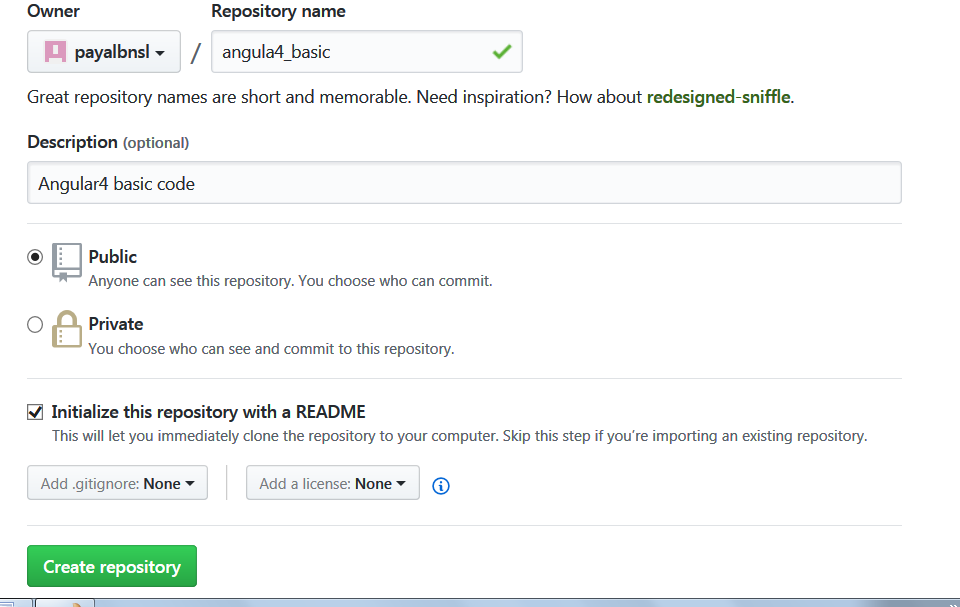 Owner Repository name
payalbnsl / angula4_basic
Great repository names are short and memorable. Need inspiration? How about redesigned-sniffle.
Description (optional)
Angular4 basic code
Public
Anyone can see this repository. You choose who can commit.
Private
You choose who can see and commit to this repository.
Initialize this repository with a README
This will let you immediately clone the repository to your computer. Skip this step if you’re importing an existing repository.
Add .gitignore: None Add a license: None
Create repository